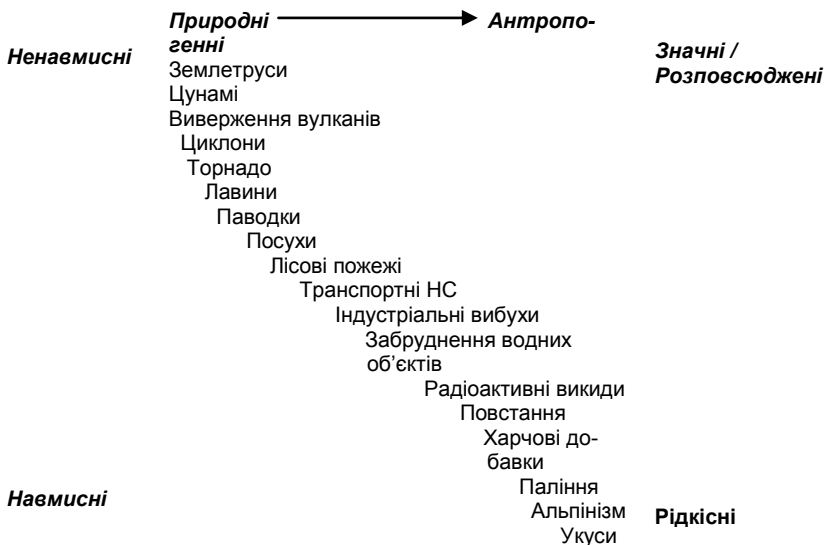 Природні Антропо-
генні
Ненавмисні
Значні /
Розповсюджені
Землетруси
Цунамі
Виверження вулканів
Циклони
Торнадо
Лавини
Паводки
Посухи
Лісові пожежі
Транспортні НС
Індустріальні вибухи
Забруднення водних
об’єктів
Радіоактивні викиди
Повстання
Харчові до-
бавки
Паління
Навмисні
Альпінізм
Рідкісні
Укуси